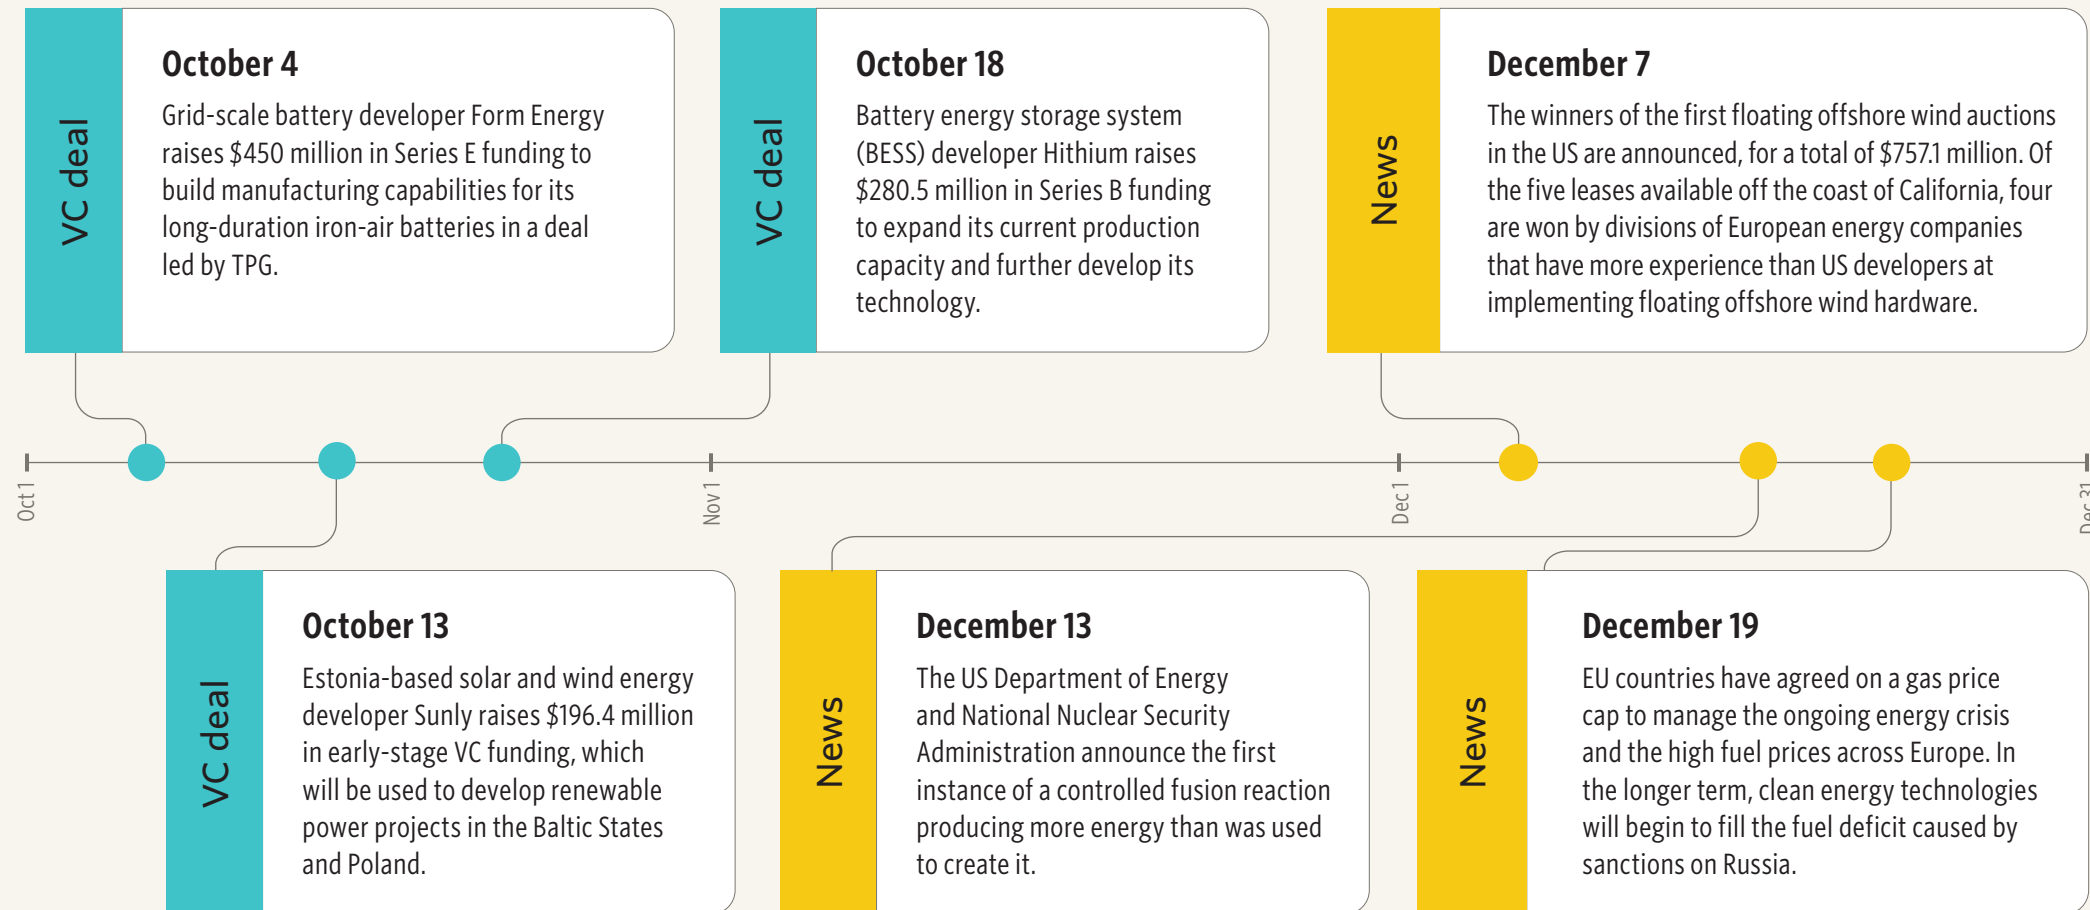 VC deal
October 4
Grid-scale battery developer Form Energy
raises $450 million in Series E funding to
build manufacturing capabilities for its
long-duration iron-air batteries in a deal
led by TPG.
VC deal
October 18
Battery energy storage system
(BESS) developer Hithium raises
$280.5 million in Series B funding
to expand its current production
capacity and further develop its
technology.
News
December 7
The winners of the first floating offshore wind auctions
in the US are announced, for a total of $757.1 million. Of
the five leases available off the coast of California, four
are won by divisions of European energy companies
that have more experience than US developers at
implementing floating offshore wind hardware.
Oct 1
Nov 1
Dec 1
Dec 31
VC deal
October 13
Estonia-based solar and wind energy
developer Sunly raises $196.4 million
in early-stage VC funding, which
will be used to develop renewable
power projects in the Baltic States
and Poland.
News
December 13
The US Department of Energy
and National Nuclear Security
Administration announce the first
instance of a controlled fusion reaction
producing more energy than was used
to create it.
News
December 19
EU countries have agreed on a gas price
cap to manage the ongoing energy crisis
and the high fuel prices across Europe. In
the longer term, clean energy technologies
will begin to fill the fuel deficit caused by
sanctions on Russia.